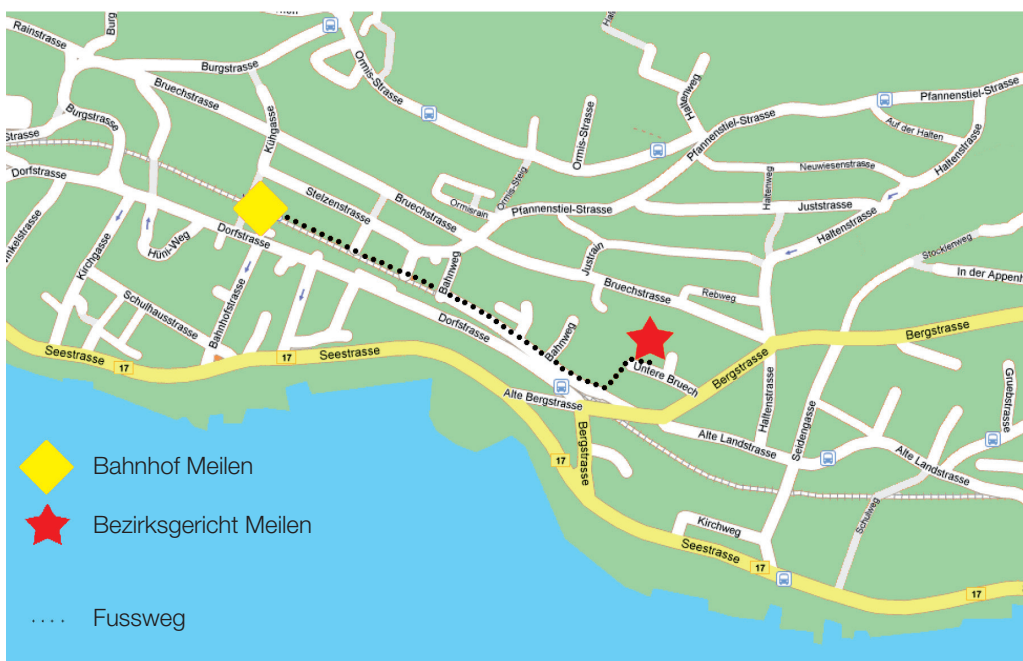 Rainstrasse
Burgstrasse
Bruechstrasse
Ormis-Strasse
Haltenweg
Pfannenstiel-Strasse
Pfannenstiel-Strasse
Auf der Halten
Burgstrasse
Kühgasse
Ormis-Strasse
Haltenstrasse
Strasse
Neuwiesenstrasse
Haltenweg
Dorfstrasse
Stelzenstrasse
Ormisrain
Ormis-Steig
Bruechstrasse
Pfannenstiel-Strasse
Juststrasse
Haltenstrasse
Kirchgasse
Hüni-Weg
Dorfstrasse
Bahnweg
Justrain
Stocklenweg
In der Appenh
Bruechstrasse
Rebweg
Schulhausstrasse
Bahnhofstrasse
Dorfstrasse
Bahnweg
Bergstrasse
Seestrasse
17
17
Seestrasse
Untere Bruech
Bergstrasse
Gruebstrasse
Alte Bergstrasse
Haltenstrasse
Bergstrasse
Alte Landstrasse
Seidengasse
Alte Landstrasse
17
Bahnhof Meilen
Schulweg
Bezirksgericht Meilen
Kirchweg
Seestrasse
17
17
Fussweg